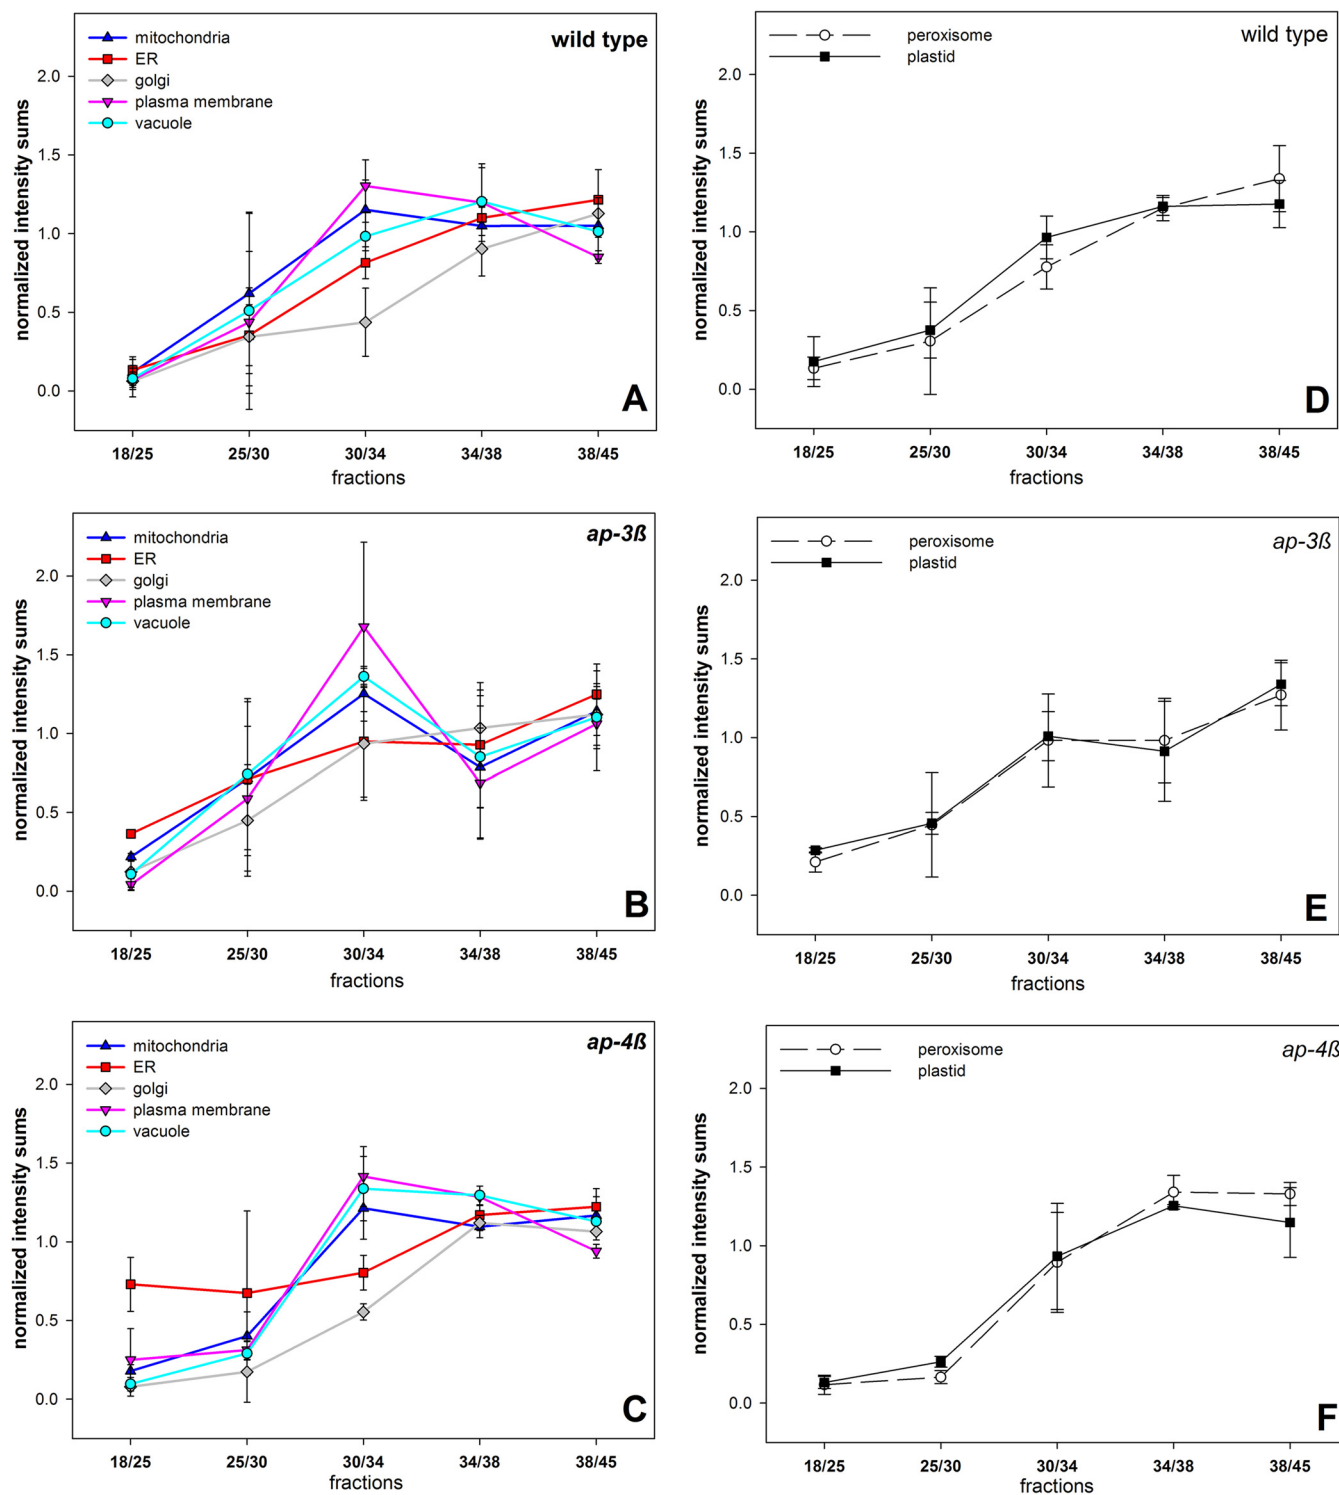 wild type
mitochondria
ER
golgi
plasma membrane
vacuole
normalized intensity sums
2.0
1.5
1.0
0.5
0.0
A
18/25 25/30 30/34 34/38 38/45
fractions
wild type
peroxisome
plastid
normalized intensity sums
2.0
1.5
1.0
0.5
0.0
D
18/25 25/30 30/34 34/38 38/45
fractions
ap-3ß
mitochondria
ER
golgi
plasma membrane
vacuole
normalized intensity sums
2.0
1.5
1.0
0.5
0.0
B
18/25 25/30 30/34 34/38 38/45
fractions
ap-3ß
peroxisome
plastid
normalized intensity sums
2.0
1.5
1.0
0.5
0.0
E
18/25 25/30 30/34 34/38 38/45
fractions
ap-4ß
mitochondria
ER
golgi
plasma membrane
vacuole
normalized intensity sums
2.0
1.5
1.0
0.5
0.0
C
18/25 25/30 30/34 34/38 38/45
fractions
ap-4ß
peroxisome
plastid
normalized intensity sums
2.0
1.5
1.0
0.5
0.0
F
18/25 25/30 30/34 34/38 38/45
fractions